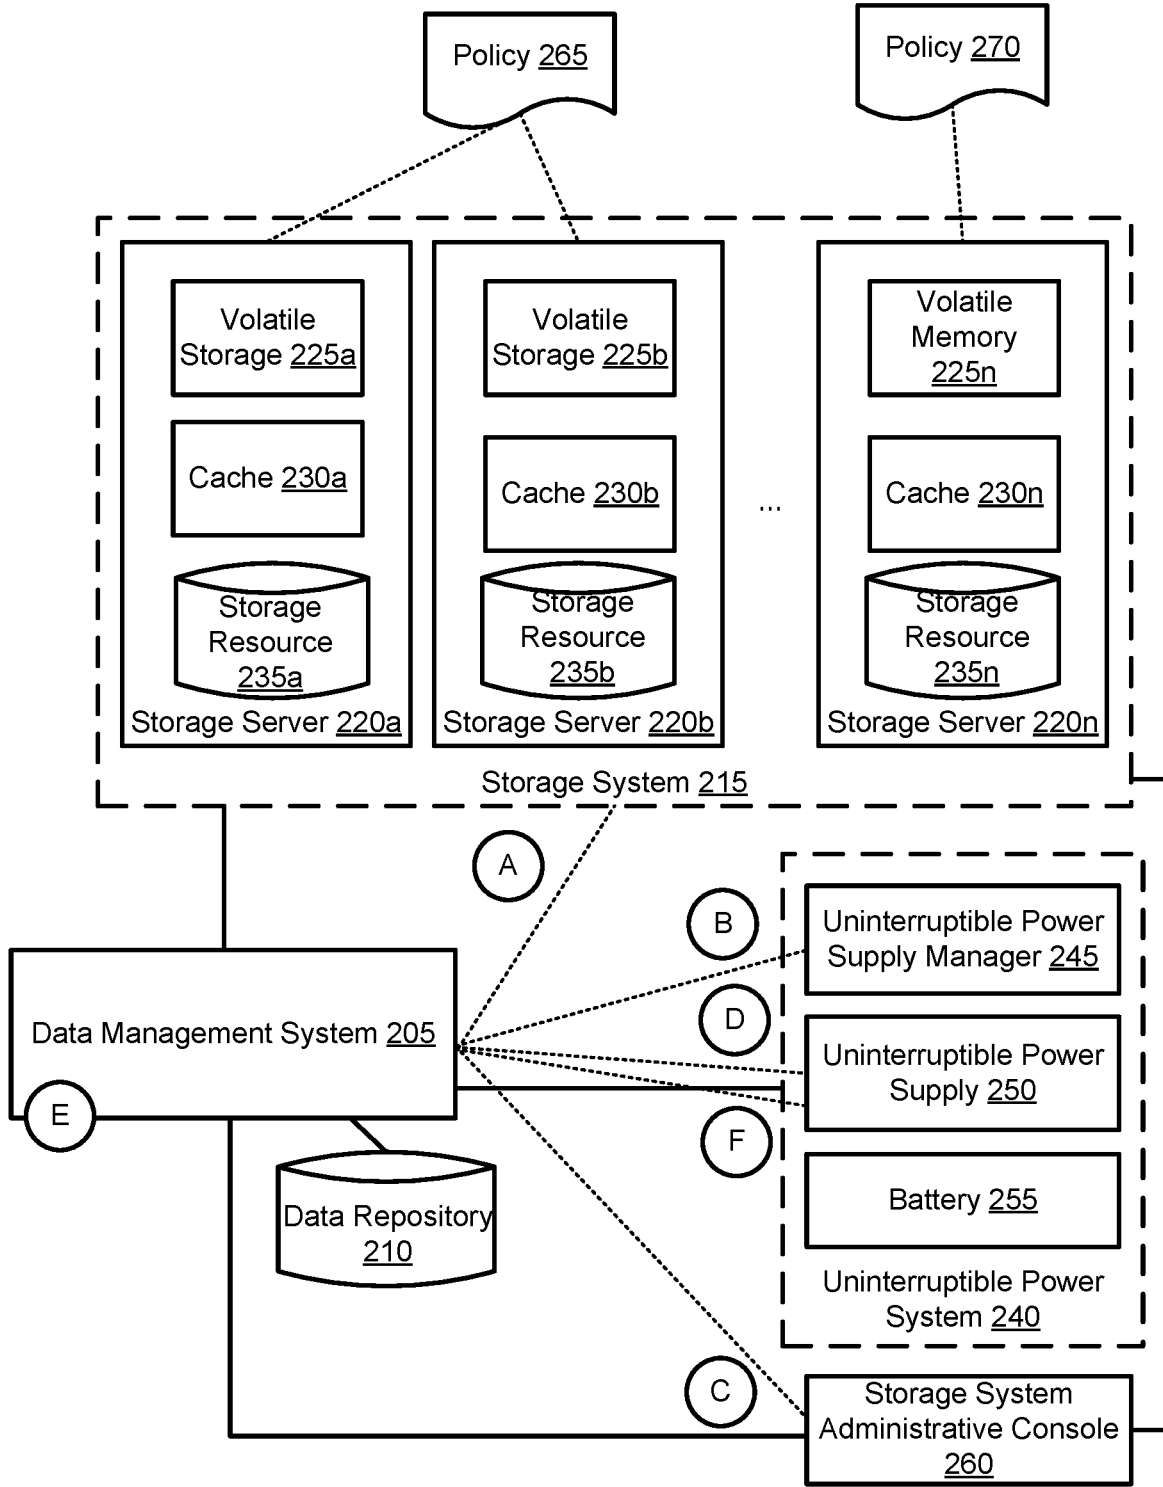 Policy 265
Policy 270
Volatile
Storage 225a
Volatile
Storage 225b
Volatile
Memory
225n
Cache 230a
Cache 230b
Cache 230n
...
Storage
Resource
235a
Storage
Resource
235b
Storage
Resource
235n
Storage Server 220a
Storage Server 220b
Storage Server 220n
Storage System 215
A
B
Uninterruptible Power
Supply Manager 245
D
Data Management System 205
Uninterruptible Power
Supply 250
E
F
Data Repository
210
Battery 255
Uninterruptible Power
System 240
C
Storage System
Administrative Console
260